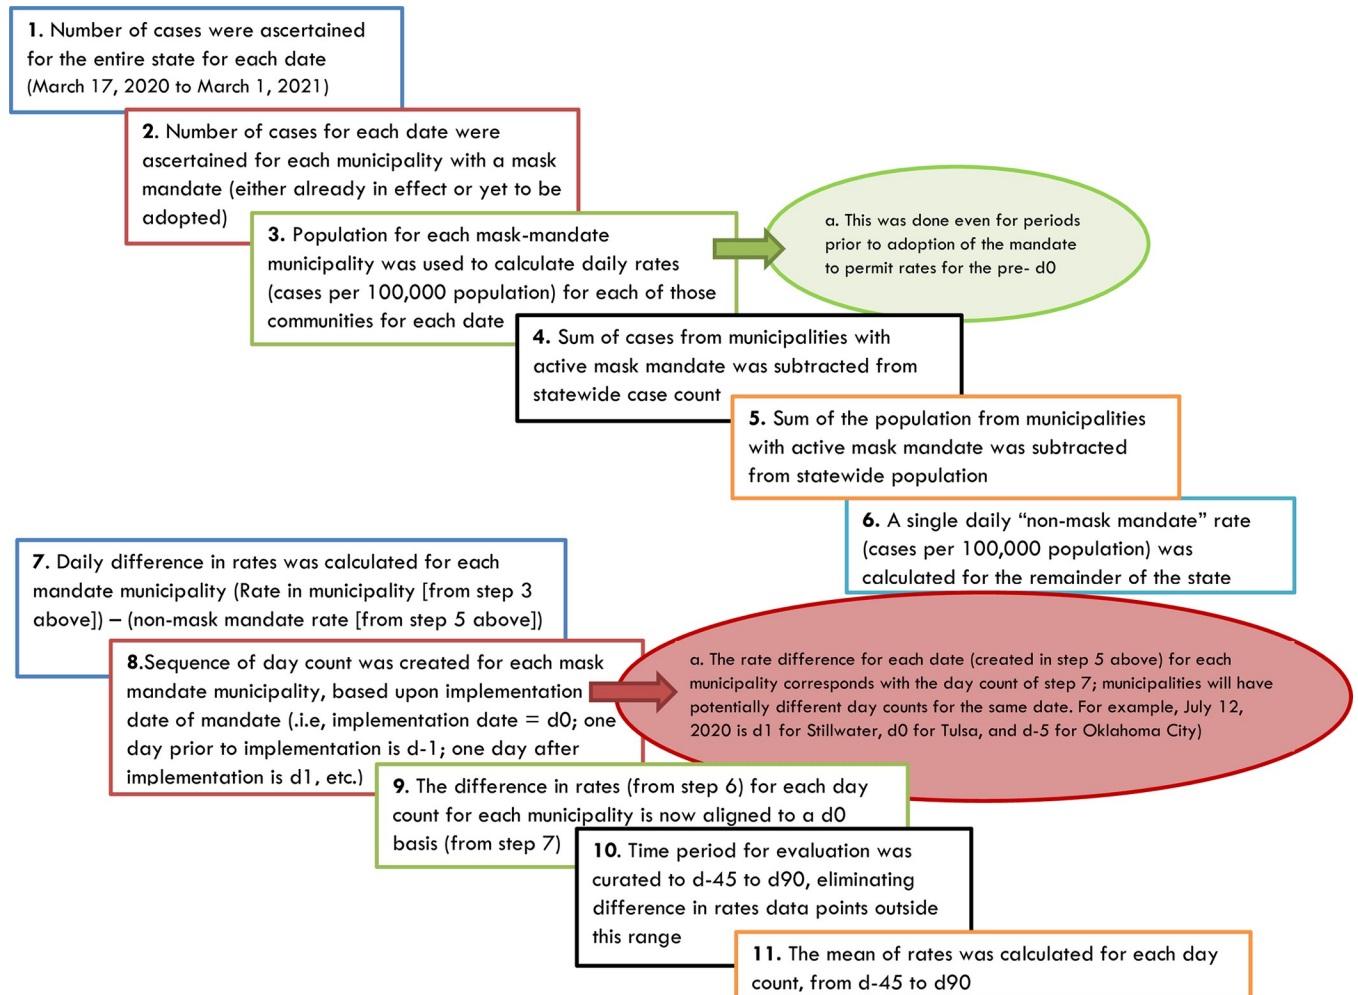 1. Number of cases were ascertained
for the entire state for each date
(March 17, 2020 to March 1, 2021)
2. Number of cases for each date were
ascertained for each municipality with a mask
mandate (either already in effect or yet to be
adopted)
3. Population for each mask-mandate
municipality was used to calculate daily rates
(cases per 100,000 population) for each of those
communities for each date
a. This was done even for periods
prior to adoption of the mandate
to permit rates for the pre- d0
4. Sum of cases from municipalities with
active mask mandate was subtracted from
statewide case count
5. Sum of the population from municipalities
with active mask mandate was subtracted
from statewide population
6. A single daily “non-mask mandate” rate
(cases per 100,000 population) was
calculated for the remainder of the state
7. Daily difference in rates was calculated for each
mandate municipality (Rate in municipality [from step 3
above]) – (non-mask mandate rate [from step 5 above])
8.Sequence of day count was created for each mask
mandate municipality, based upon implementation
date of mandate (.i.e, implementation date = d0; one
day prior to implementation is d-1; one day after
implementation is d1, etc.)
a. The rate difference for each date (created in step 5 above) for each
municipality corresponds with the day count of step 7; municipalities will have
potentially different day counts for the same date. For example, July 12,
2020 is d1 for Stillwater, d0 for Tulsa, and d-5 for Oklahoma City)
9. The difference in rates (from step 6) for each day
count for each municipality is now aligned to a d0
basis (from step 7)
10. Time period for evaluation was
curated to d-45 to d90, eliminating
difference in rates data points outside
this range
11. The mean of rates was calculated for each day
count, from d-45 to d90